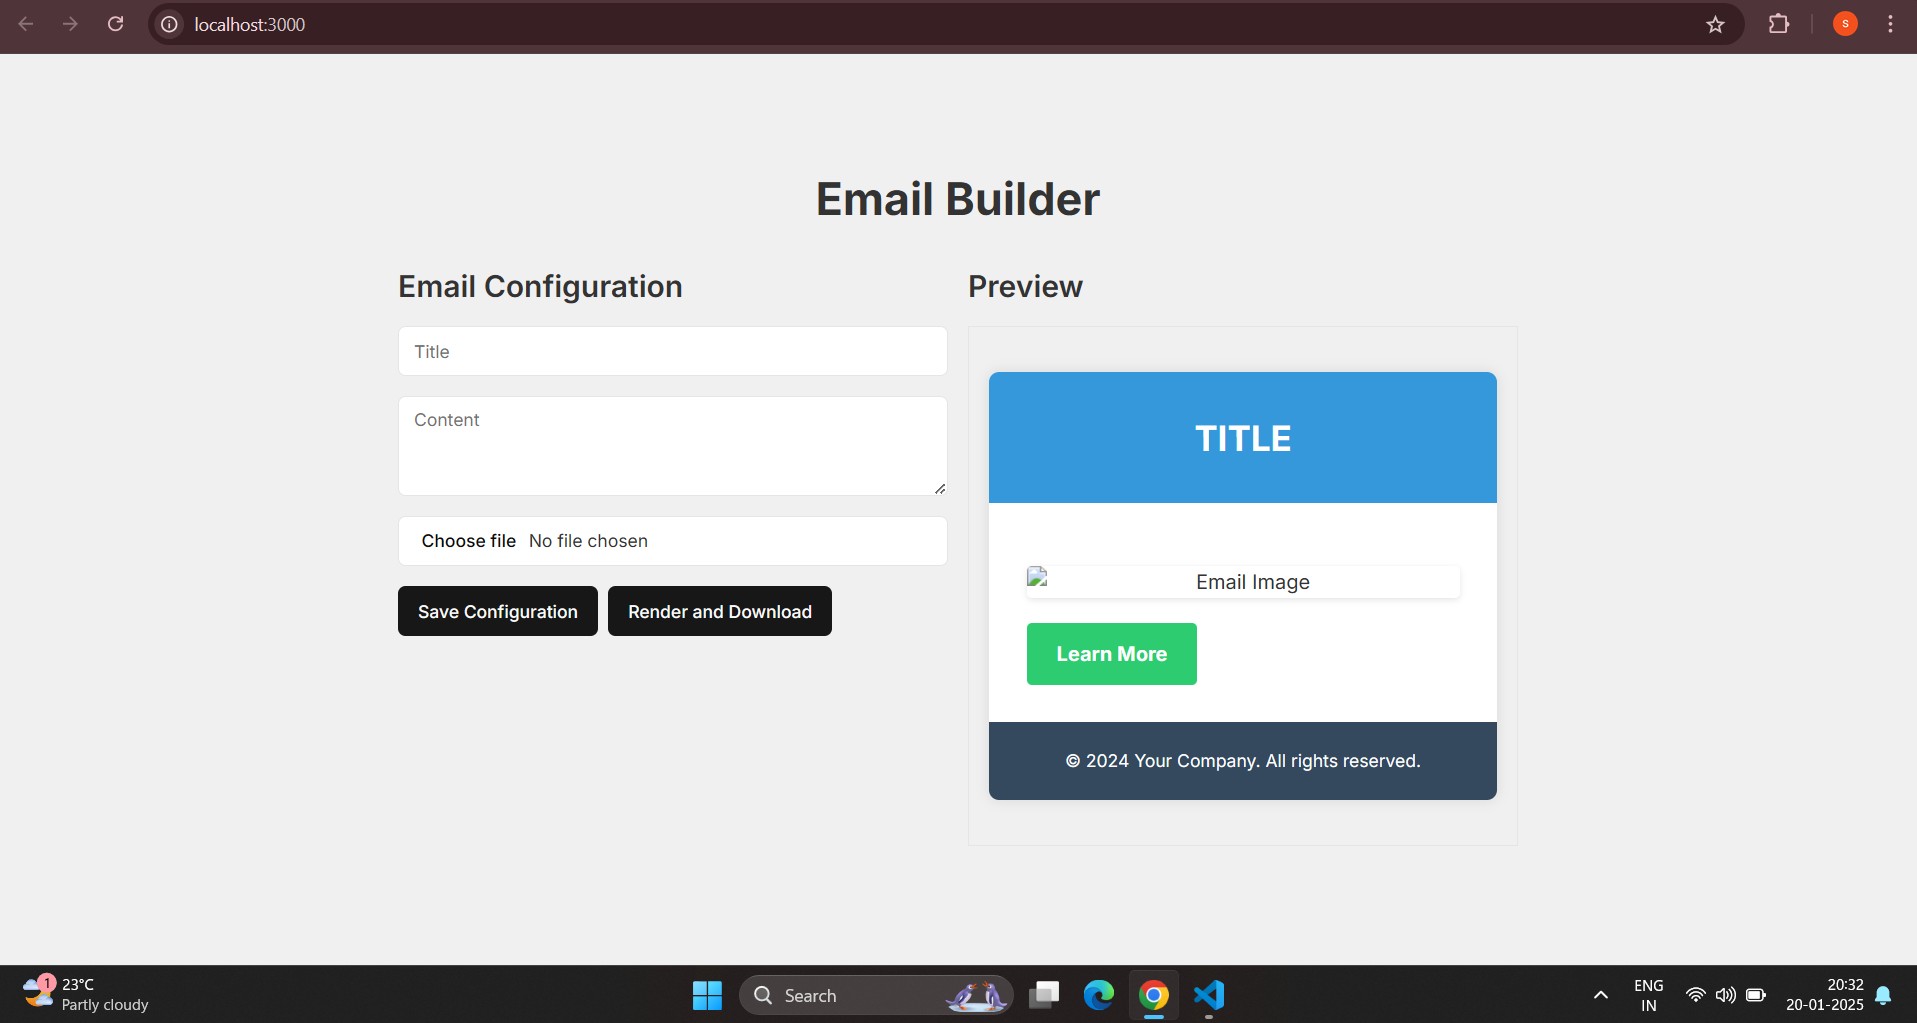 localhost:3000
S
Email Builder
Email Configuration
Title
Content
Choose file No file chosen
Save Configuration
Render and Download
Preview
TITLE
Email Image
Learn More
© 2024 Your Company. All rights reserved.
1
23°C
Partly cloudy
Search
ENG
IN
20:32
20-01-2025